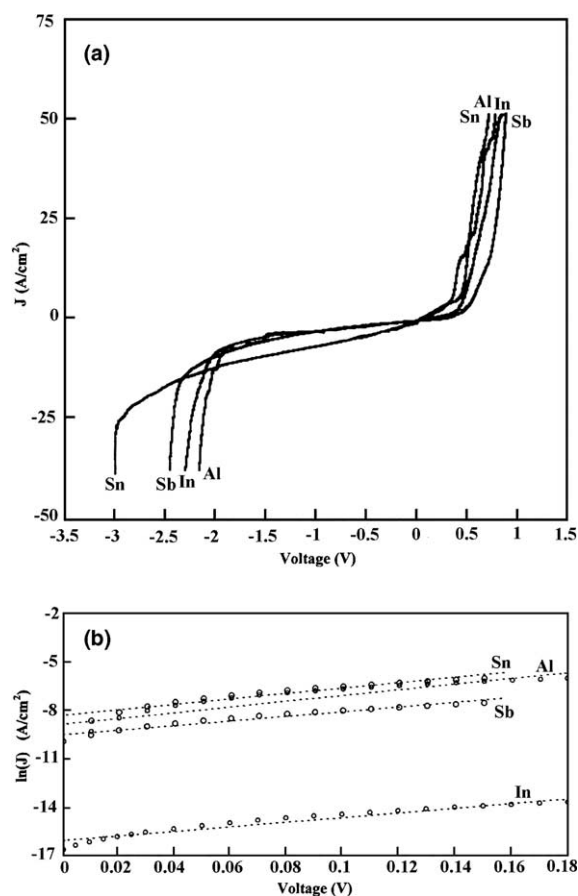 75
(a)
50
25
0
-25
-50
J (A/cm²)
Al In
Sn Sb
Sn Sb In Al
-3.5 -3 -2.5 -2 -1.5 -1 -0.5 0 0.5 1 1.5
Voltage (V)
-2
(b)
-5
-8
-11
-14
-17
ln(J) (A/cm²)
Sn
Al
Sb
In
0 0.02 0.04 0.06 0.08 0.1 0.12 0.14 0.16 0.18
Voltage (V)